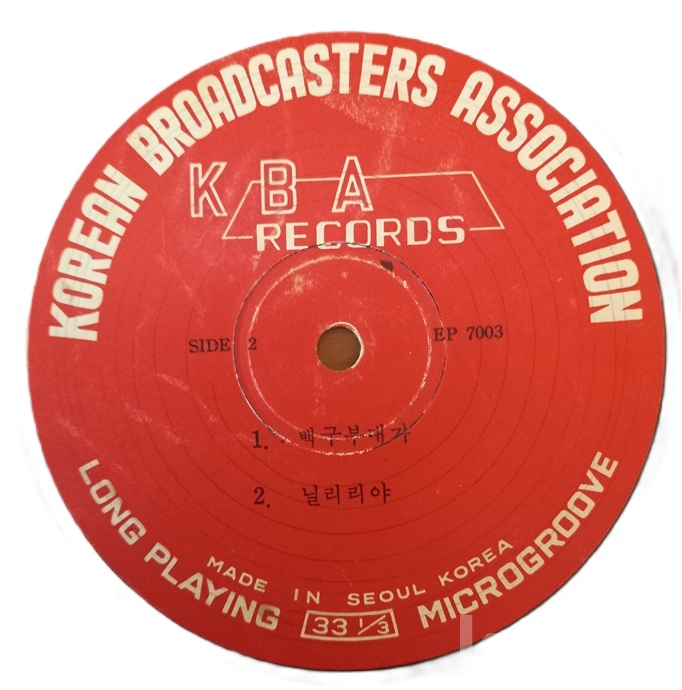 KOREAN BROADCASTERS ASSOCIATION
KBA
RECORDS
SIDE 2
EP 7003
1. 백구부대가
2. 닐리리야
MADE IN SEOUL KOREA
LONG PLAYING 33 1/3 MICROGROOVE